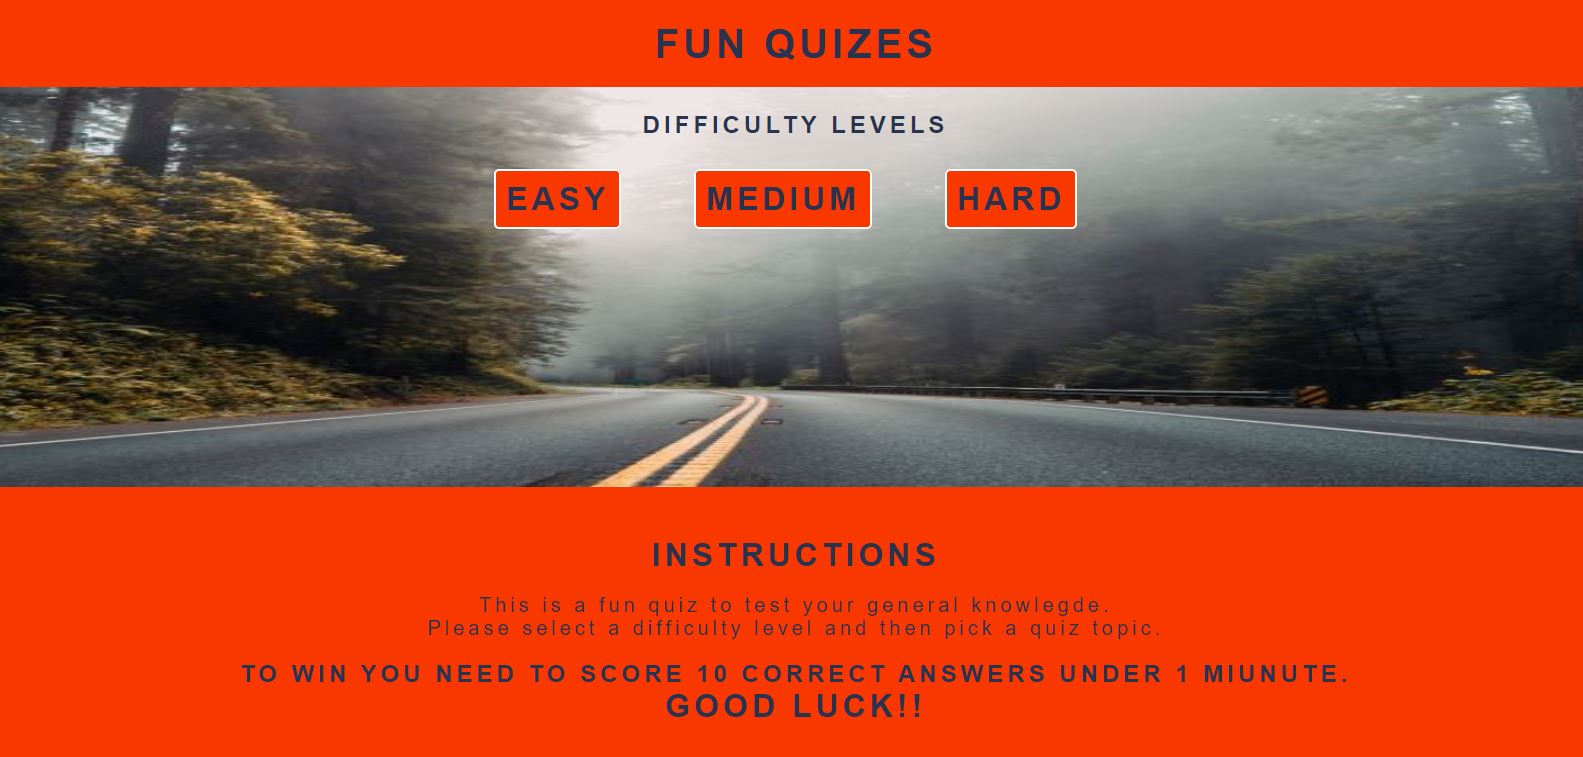 FUN QUIZES
DIFFICULTY LEVELS
EASY MEDIUM HARD
INSTRUCTIONS
This is a fun quiz to test your general knowlegde.
Please select a difficulty level and then pick a quiz topic.
TO WIN YOU NEED TO SCORE 10 CORRECT ANSWERS UNDER 1 MIUNUTE.
GOOD LUCK!!